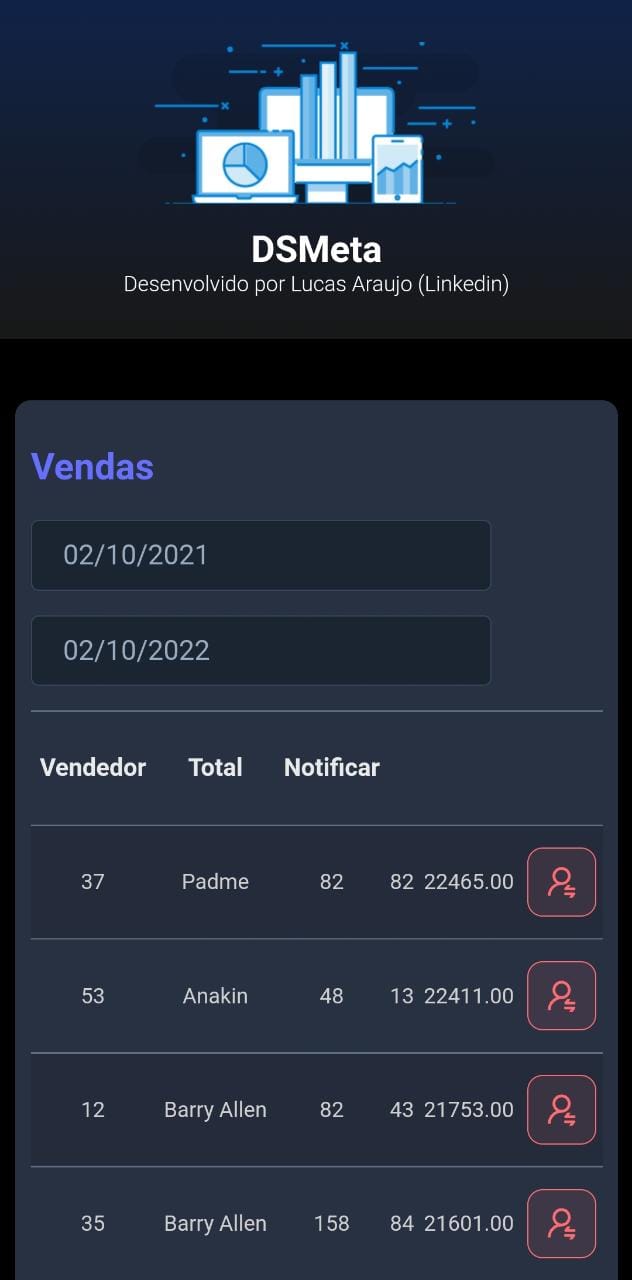 DSMeta
Desenvolvido por Lucas Araujo (Linkedin)
Vendas
02/10/2021
02/10/2022
Vendedor Total Notificar
37 Padme 82 82 22465.00
53 Anakin 48 13 22411.00
12 Barry Allen 82 43 21753.00
35 Barry Allen 158 84 21601.00